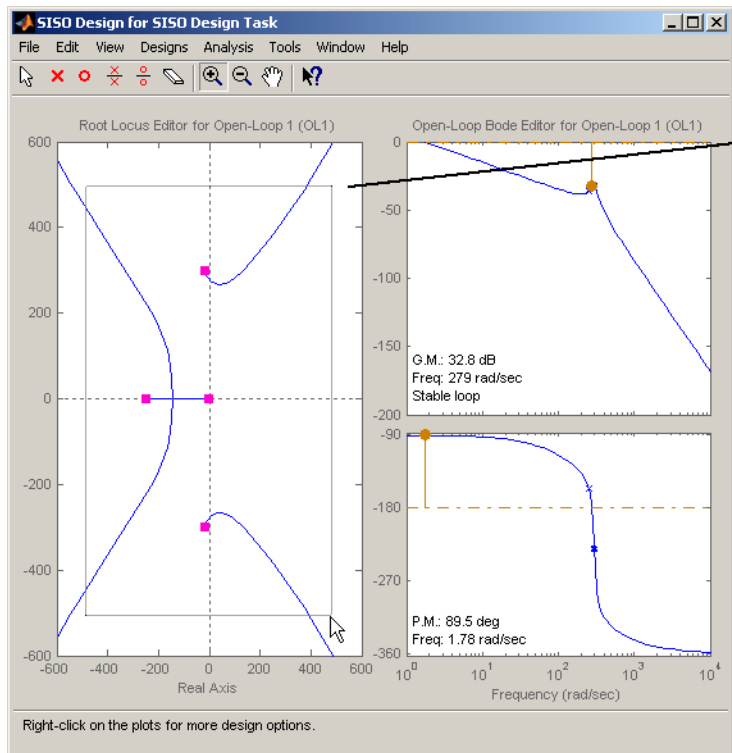 SISO Design for SISO Design Task
File Edit View Designs Analysis Tools Window Help
Root Locus Editor for Open-Loop 1 (OL1)
600
400
200
0
-200
-400
-600
-600 -400 -200 0 200 400 600
Real Axis
Open-Loop Bode Editor for Open-Loop 1 (OL1)
0
-50
-100
-150
-200
G.M.: 32.8 dB
Freq: 279 rad/sec
Stable loop
-90
-180
-270
-360
P.M.: 89.5 deg
Freq: 1.78 rad/sec
10^0 10^1 10^2 10^3 10^4
Frequency (rad/sec)
Right-click on the plots for more design options.